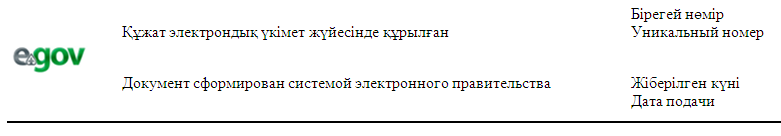 egov
Құжат электрондық үкімет жүйесінде құрылған
Бірегей нөмір
Уникальный номер
Документ сформирован системой электронного правительства
Жіберілген күні
Дата подачи